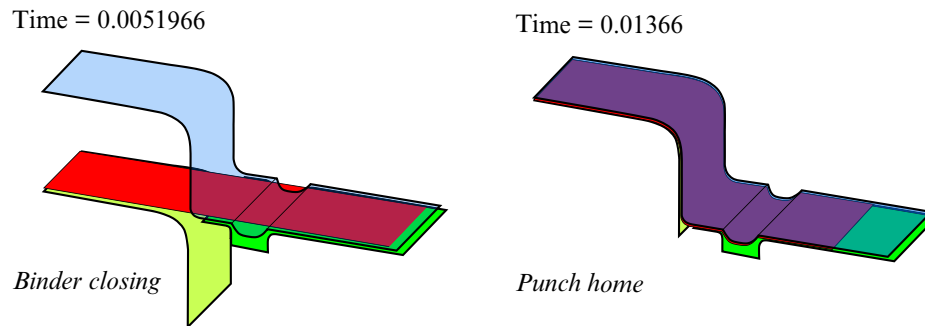 Time = 0.0051966
Time = 0.01366
Binder closing
Punch home